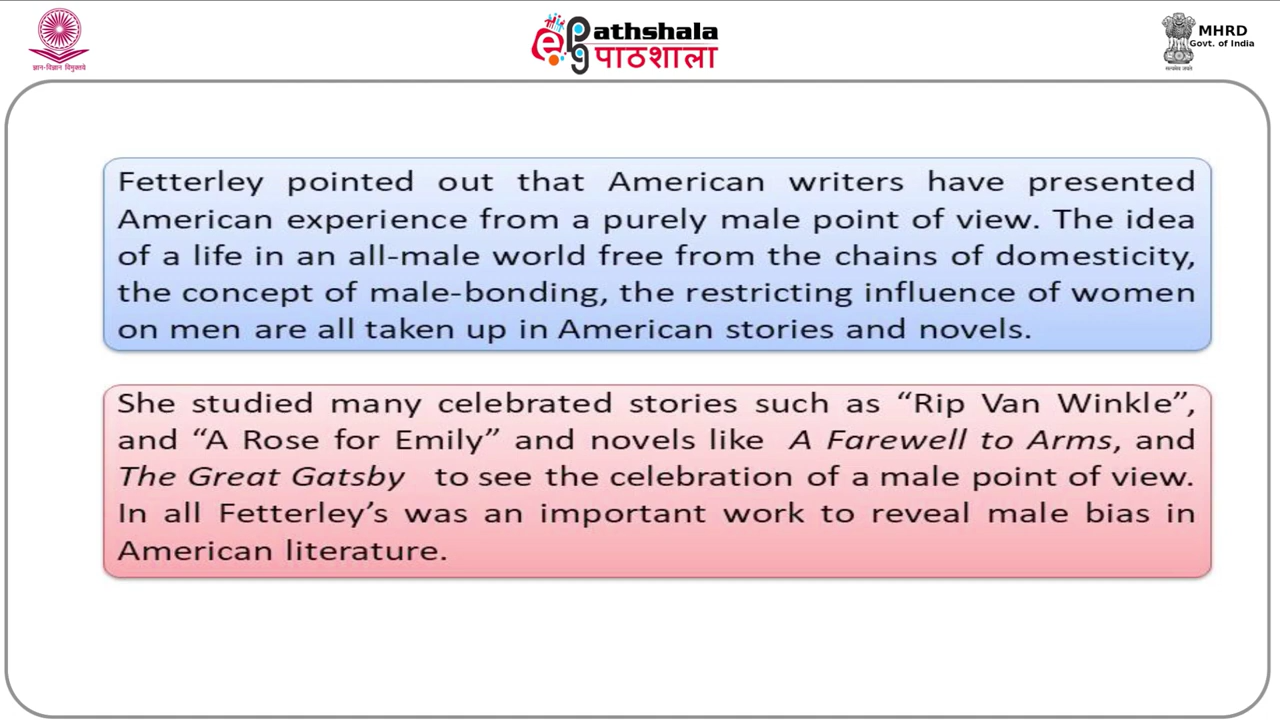 ज्ञान-विज्ञान विमुक्तये
ePathshala
पाठशाला
MHRD
Govt. of India
सत्यमेव जयते
Fetterley pointed out that American writers have presented
American experience from a purely male point of view. The idea
of a life in an all-male world free from the chains of domesticity,
the concept of male-bonding, the restricting influence of women
on men are all taken up in American stories and novels.
She studied many celebrated stories such as “Rip Van Winkle”,
and “A Rose for Emily” and novels like A Farewell to Arms, and
The Great Gatsby to see the celebration of a male point of view.
In all Fetterley’s was an important work to reveal male bias in
American literature.